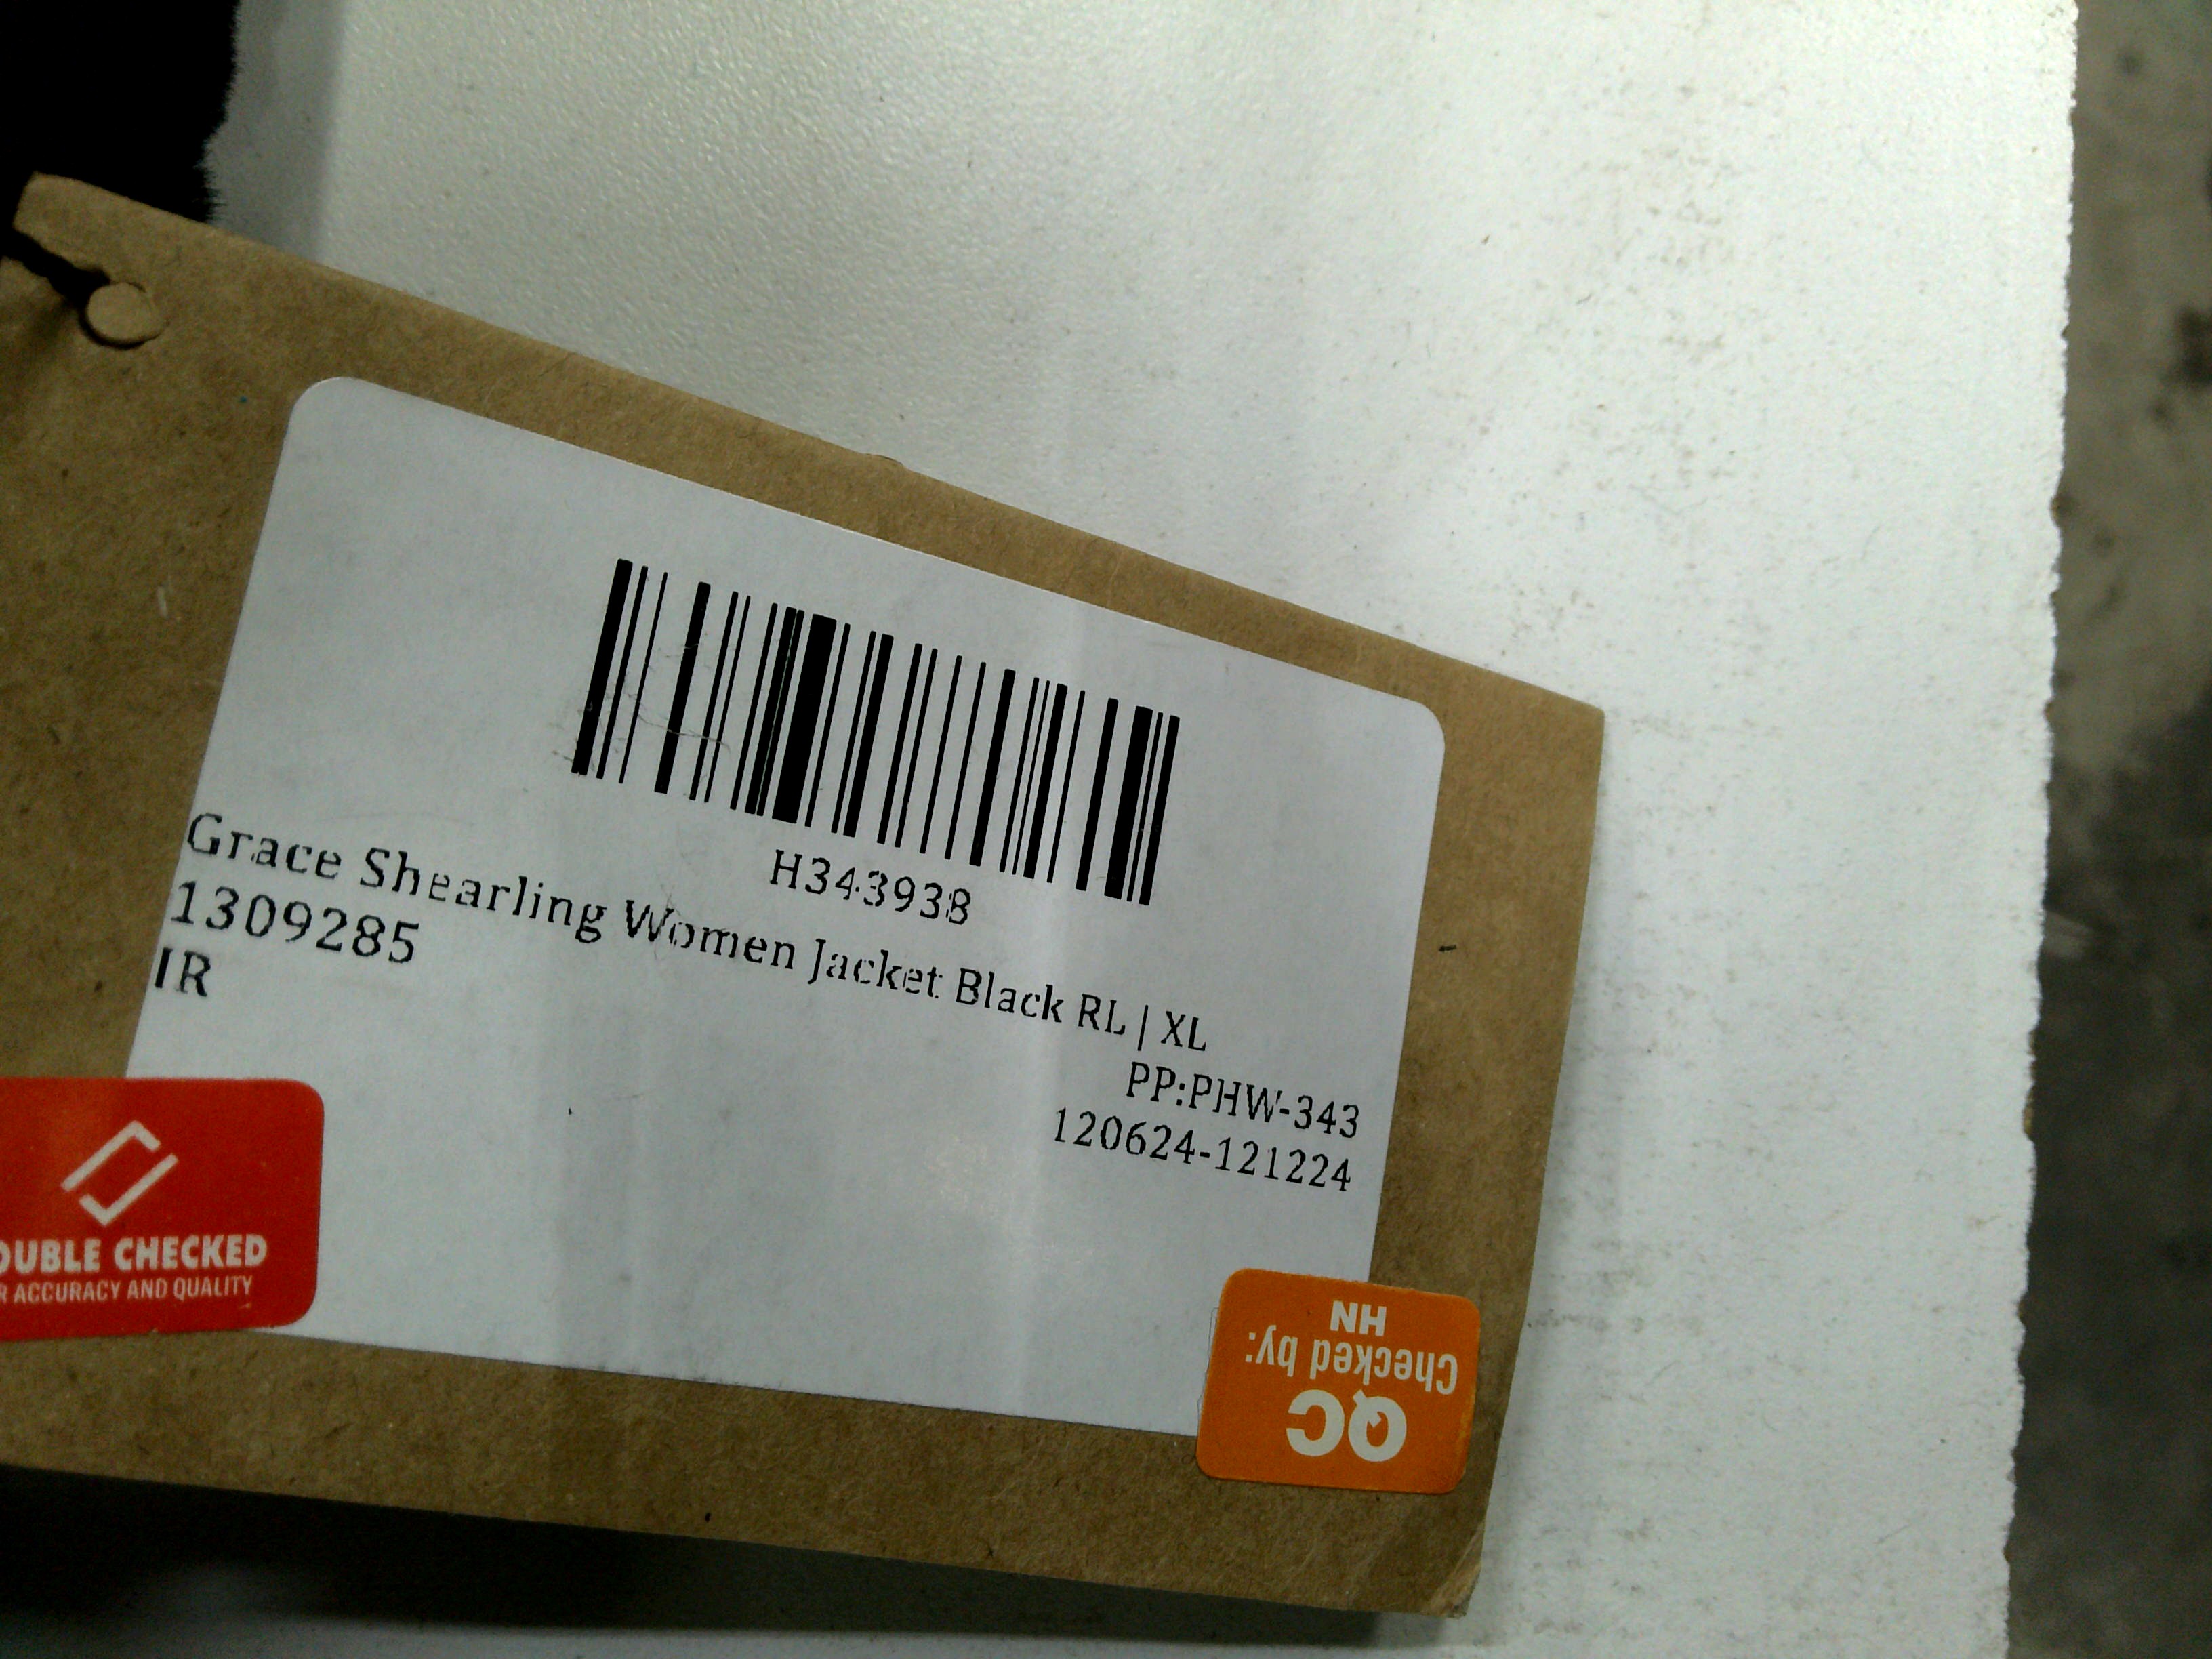 H343938
Grace Shearling Women Jacket Black RL | XL
1309285
IR
PP:PHW-343
120624-121224
OUBLE CHECKED
R ACCURACY AND QUALITY
QC
Checked by:
HN